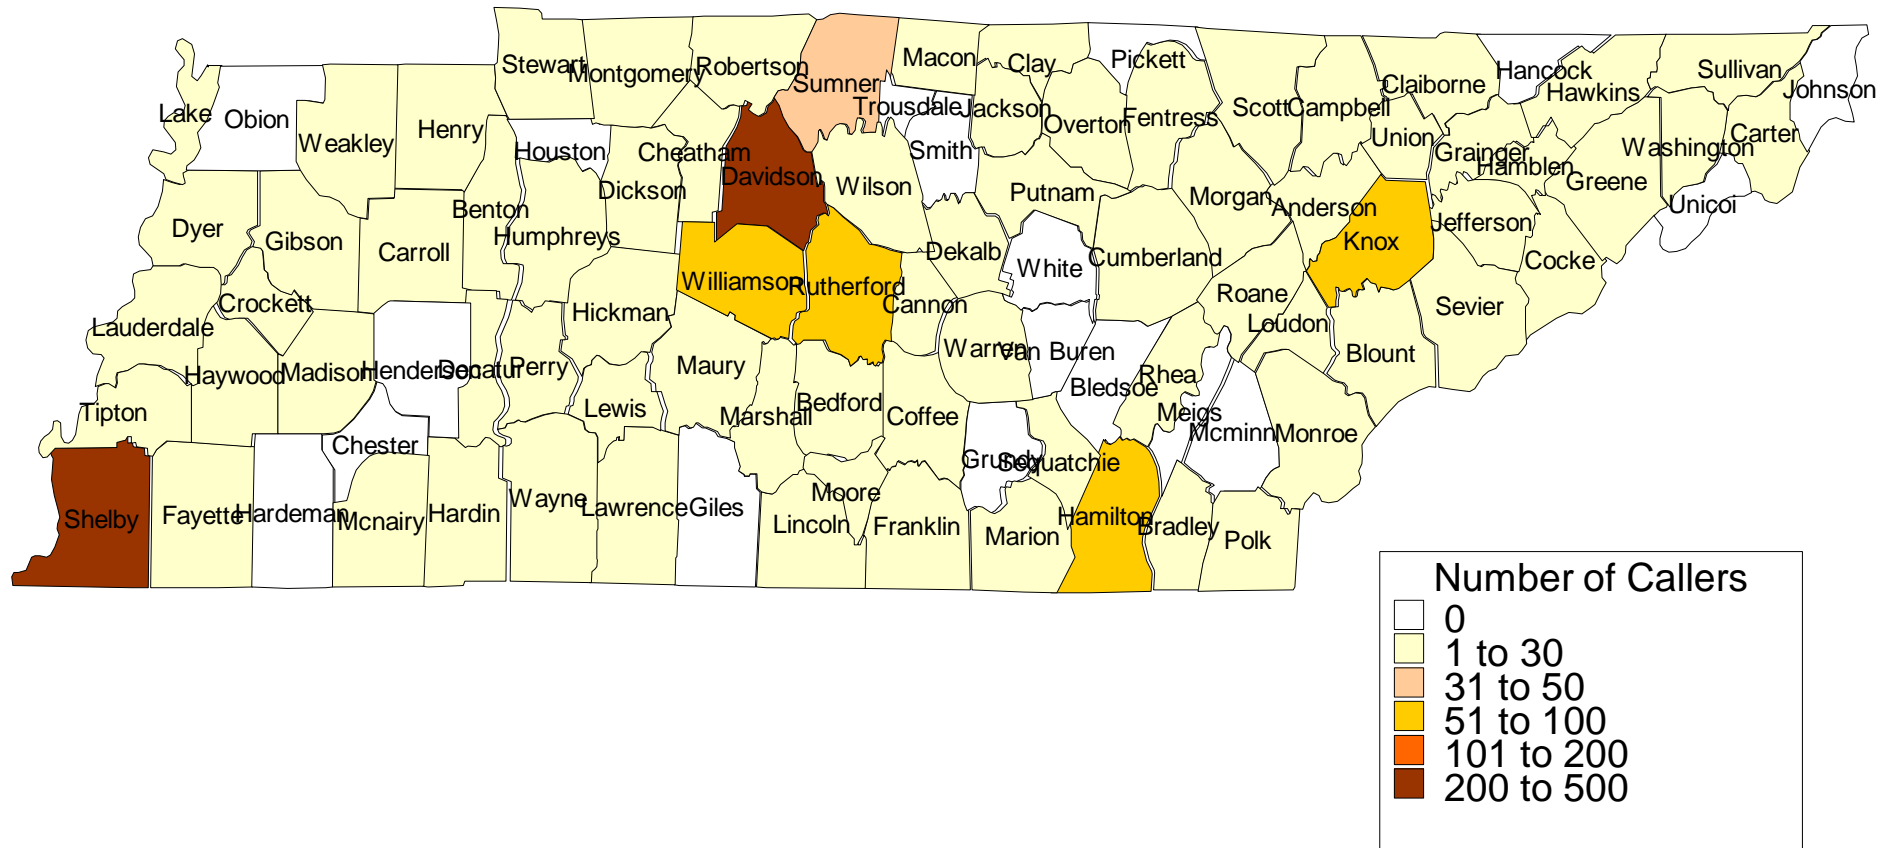 Stewart
Montgomery
Robertson
Sumner
Macon
Clay
Pickett
Scott
Campbell
Claiborne
Hancock
Hawkins
Sullivan
Johnson
Lake
Obion
Weakley
Henry
Houston
Dickson
Cheatham
Davidson
Wilson
Trousdale
Smith
Jackson
Overton
Fentress
Union
Grainger
Hamblen
Greene
Washington
Carter
Unicoi
Dyer
Gibson
Carroll
Benton
Humphreys
Putnam
Morgan
Anderson
Knox
Jefferson
Cocke
Dekalb
White
Cumberland
Roane
Loudon
Sevier
Blount
Lauderdale
Crockett
Hickman
Williamson
Rutherford
Cannon
Haywood
Madison
Henderson
Decatur
Perry
Maury
Warren
Van Buren
Bledsoe
Rhea
Meigs
Mcminn
Monroe
Tipton
Chester
Lewis
Marshall
Bedford
Coffee
Grundy
Sequatchie
Shelby
Fayette
Hardeman
Mcnairy
Hardin
Wayne
Lawrence
Giles
Lincoln
Moore
Franklin
Marion
Hamilton
Bradley
Polk
Number of Callers
0
1 to 30
31 to 50
51 to 100
101 to 200
200 to 500